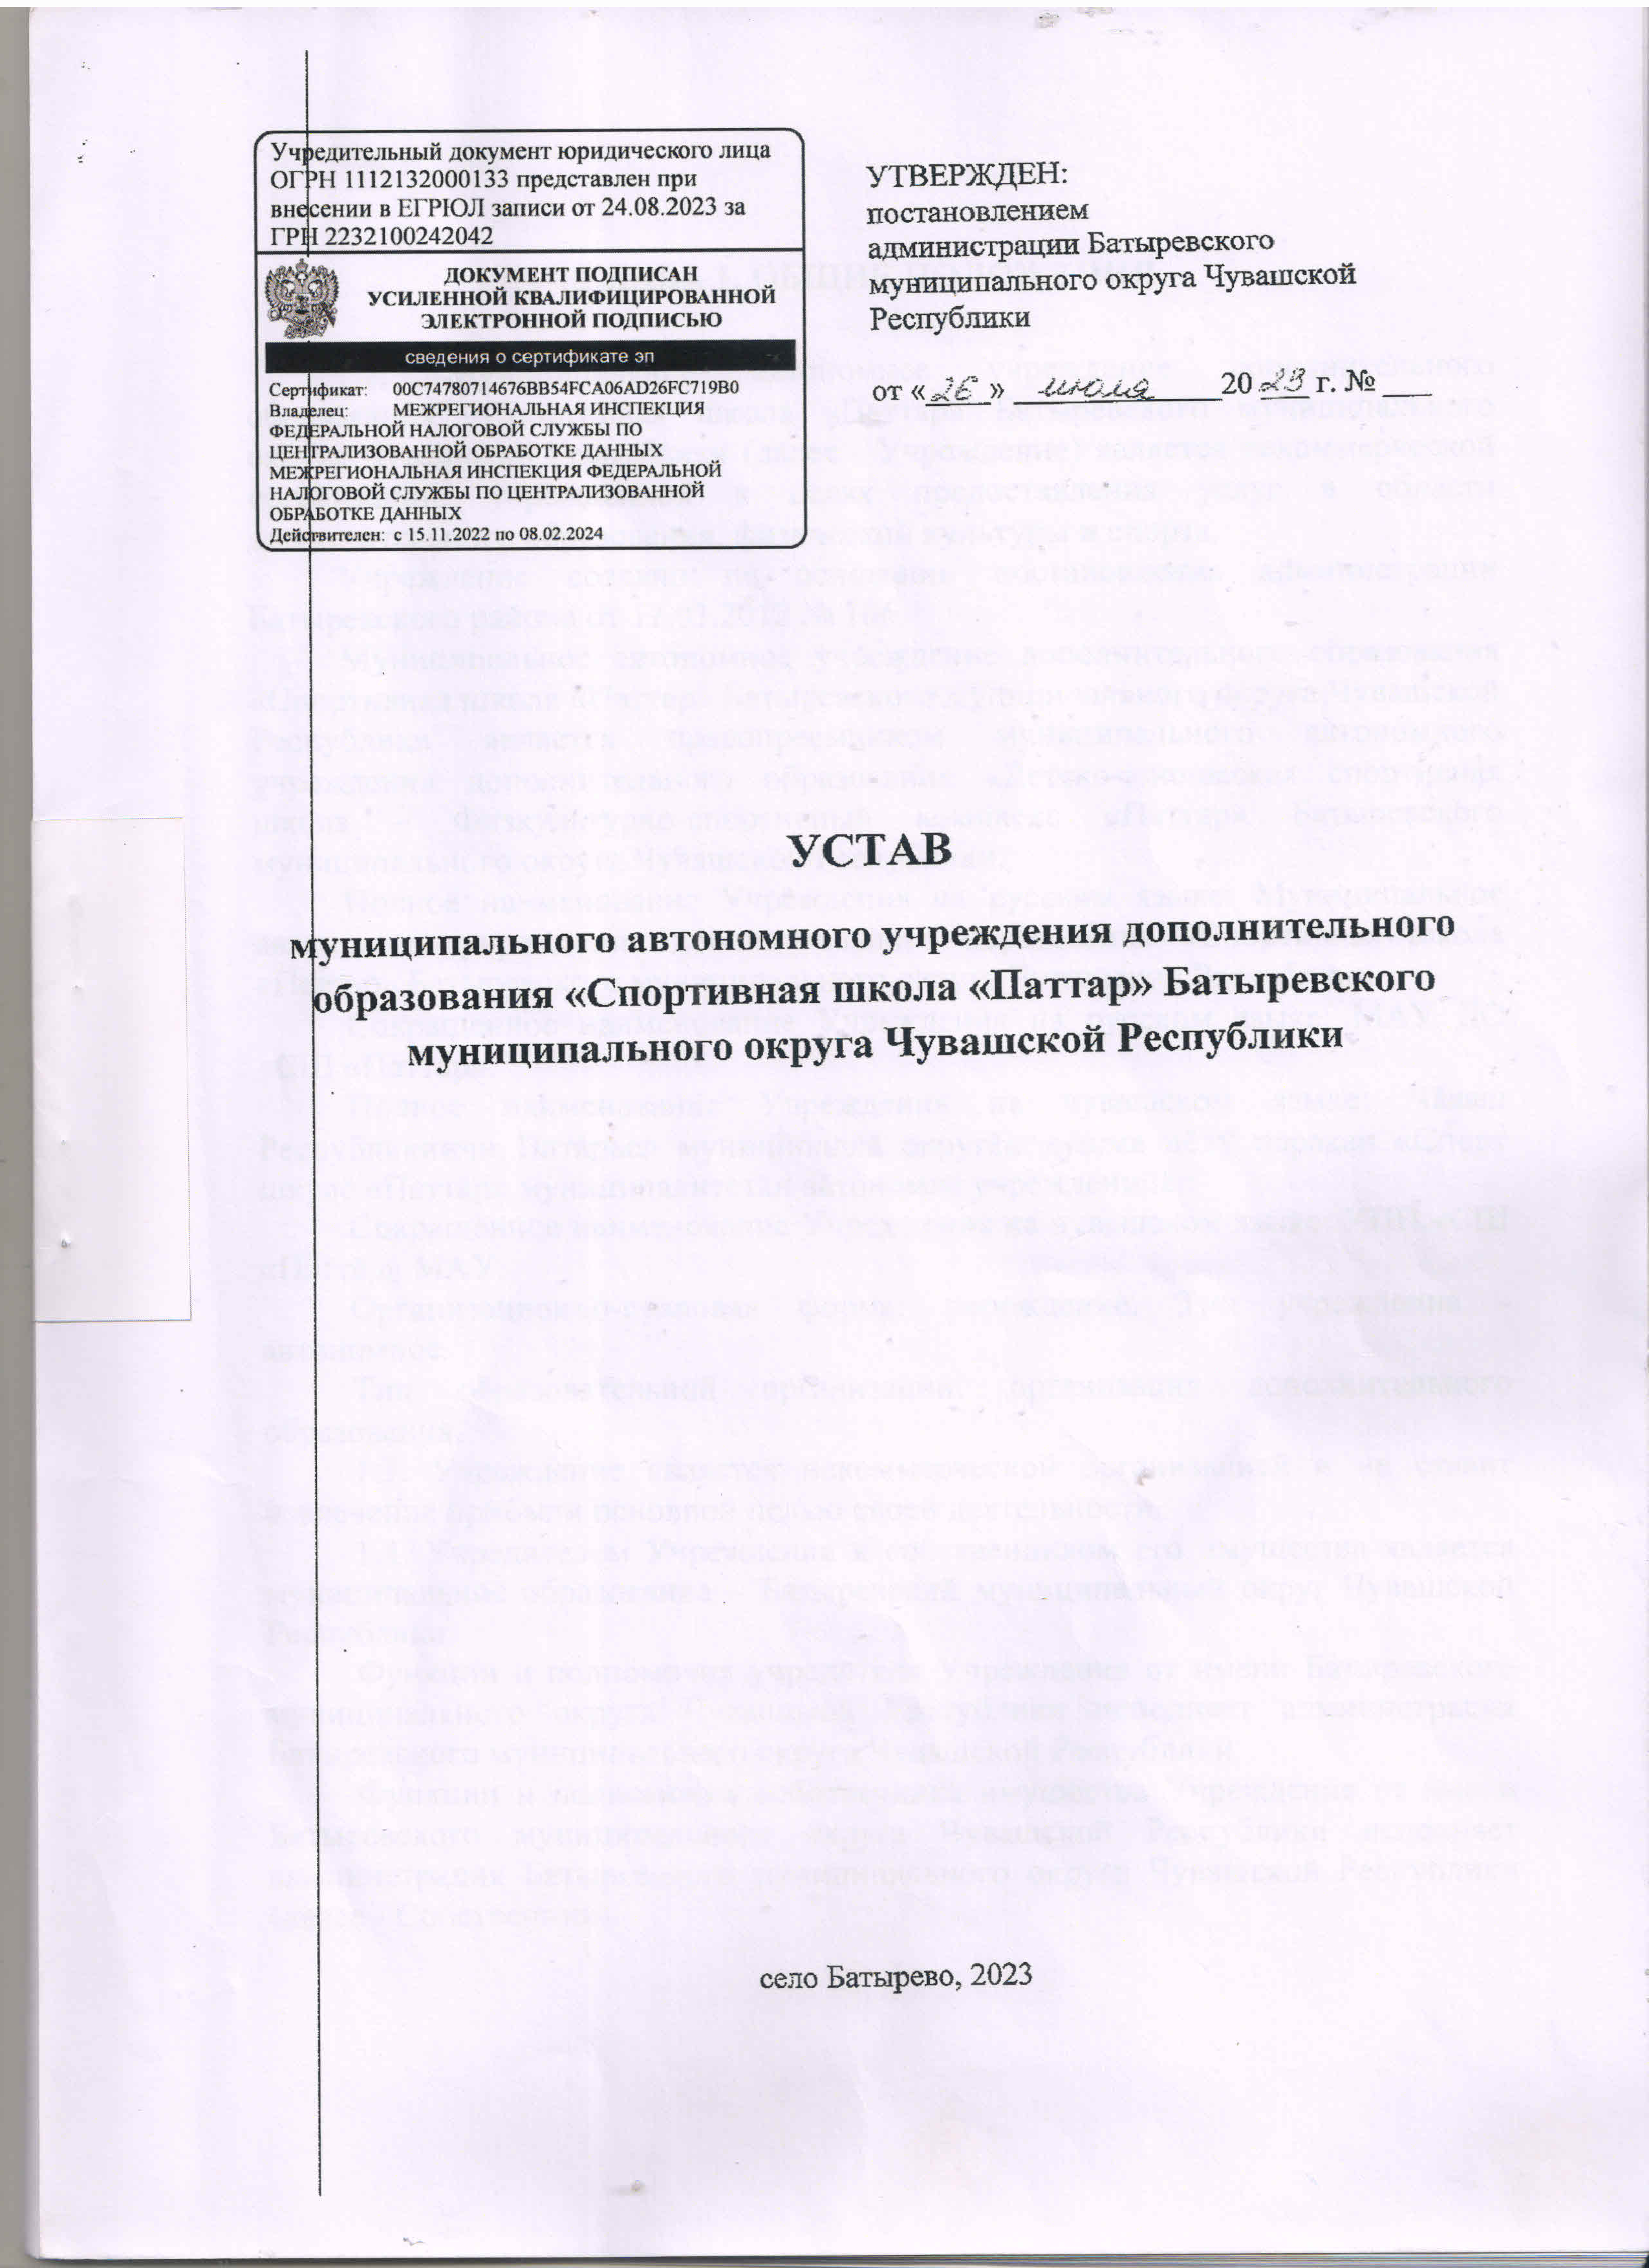 Учредительный документ юридического лица
ОГРН 1112132000133 представлен при
внесении в ЕГРЮЛ записи от 24.08.2023 за
ГРН 2232100242042
ДОКУМЕНТ ПОДПИСАН
УСИЛЕННОЙ КВАЛИФИЦИРОВАННОЙ
ЭЛЕКТРОННОЙ ПОДПИСЬЮ
сведения о сертификате эп
Сертификат: 00C74780714676BB54FCA06AD26FC719B0
Владелец: МЕЖРЕГИОНАЛЬНАЯ ИНСПЕКЦИЯ
ФЕДЕРАЛЬНОЙ НАЛОГОВОЙ СЛУЖБЫ ПО
ЦЕНТРАЛИЗОВАННОЙ ОБРАБОТКЕ ДАННЫХ
МЕЖРЕГИОНАЛЬНАЯ ИНСПЕКЦИЯ ФЕДЕРАЛЬНОЙ
НАЛОГОВОЙ СЛУЖБЫ ПО ЦЕНТРАЛИЗОВАННОЙ
ОБРАБОТКЕ ДАННЫХ
Действителен: с 15.11.2022 по 08.02.2024
УТВЕРЖДЕН:
постановлением
администрации Батыревского
муниципального округа Чувашской
Республики
от «26» июля 2023 г. №
УСТАВ
муниципального автономного учреждения дополнительного
образования «Спортивная школа «Паттар» Батыревского
муниципального округа Чувашской Республики
село Батырево, 2023